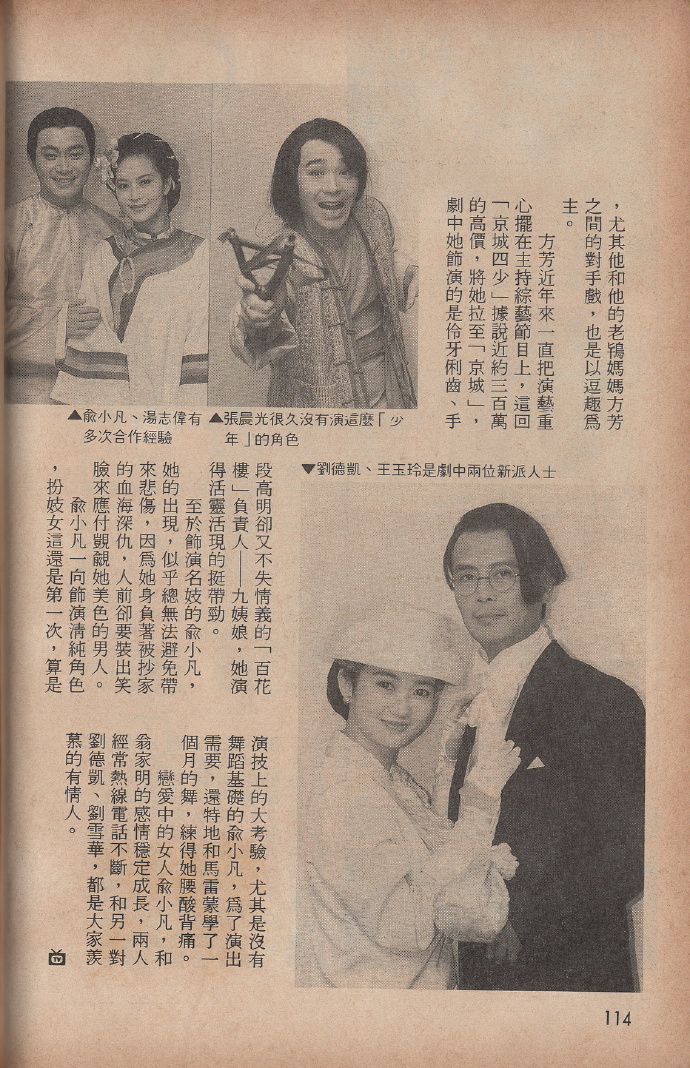 ，尤其他和他的老鴇媽媽方芳
之間的對手戲，也是以逗趣爲
主。
方芳近年來一直把演藝重
心擺在主持綜藝節目上，這回
「京城四少」據說近約三百萬
的高價，將她拉至「京城」，
劇中她飾演的是伶牙俐齒、手
▲張晨光很久沒有演這麼「少
年」的角色
▲俞小凡、湯志偉有
多次合作經驗
▼劉德凱、王玉玲是劇中兩位新派人士
段高明卻又不失情義的「百花
樓」負責人——九姨娘，她演
得活靈活現的挺帶勁。
至於飾演名妓的俞小凡，
她的出現，似乎總無法避免帶
來悲傷，因爲她身負著被抄家
的血海深仇，人前卻要裝出笑
臉來應付覬覦她美色的男人。
俞小凡一向飾演清純角色
，扮妓女這還是第一次，算是
演技上的大考驗，尤其是沒有
舞蹈基礎的俞小凡，爲了演出
需要，還特地和馬雷蒙學了一
個月的舞，練得她腰酸背痛。
戀愛中的女人俞小凡，和
翁家明的感情穩定成長，兩人
經常熱線電話不斷，和另一對
劉德凱、劉雪華，都是大家羨
慕的有情人。
TV
114